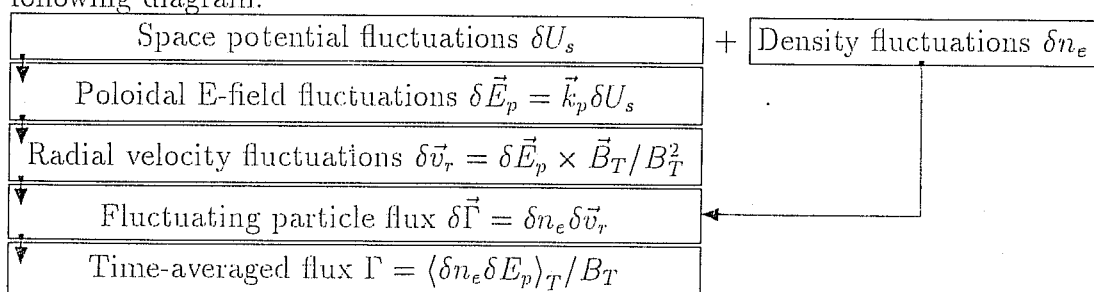 following diagram:
Space potential fluctuations δU_s + Density fluctuations δn_e
Poloidal E-field fluctuations δE⃗_p = k⃗_p δU_s
Radial velocity fluctuations δv⃗_r = δE⃗_p × B⃗_T/B_T^2
Fluctuating particle flux δΓ⃗ = δn_e δv⃗_r
Time-averaged flux Γ = ⟨δn_e δE_p⟩_T/B_T